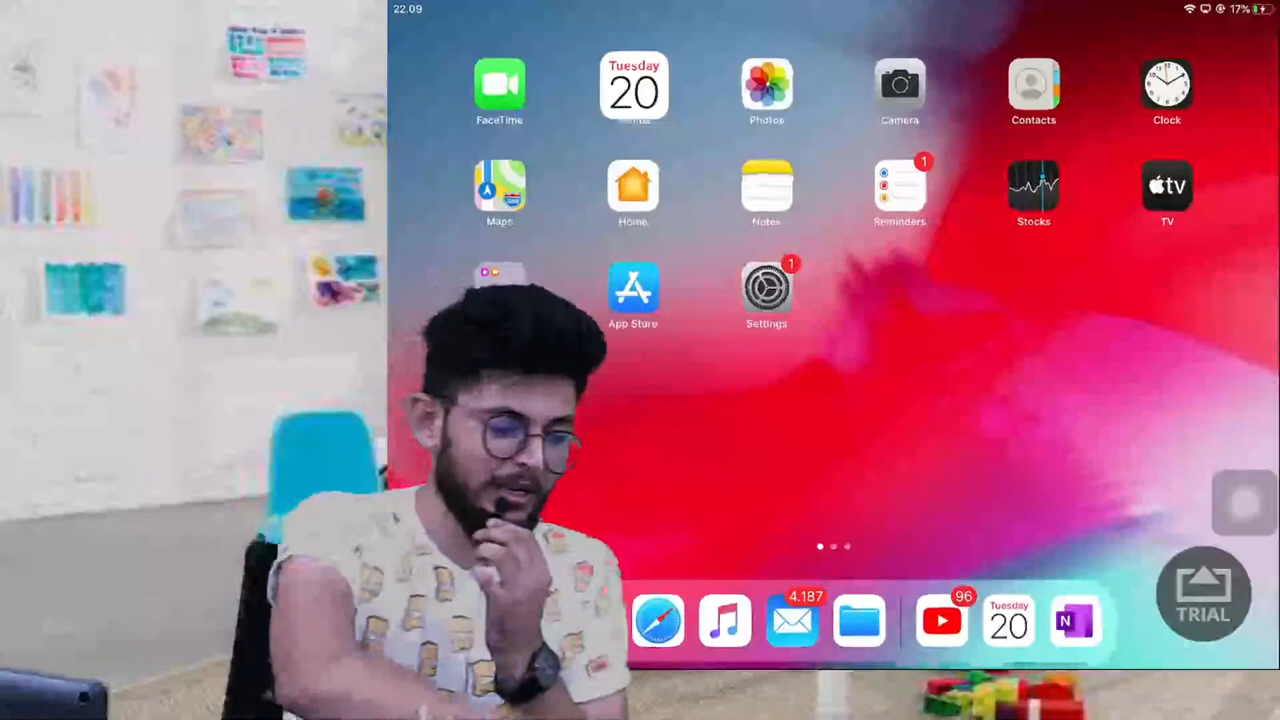 22.09
17%
Tuesday
20
FaceTime
Photos
Camera
Contacts
Clock
Maps
Home
Notes
1
Reminders
Stocks
tv
TV
App Store
1
Settings
4.187
96
Tuesday
20
N
TRIAL